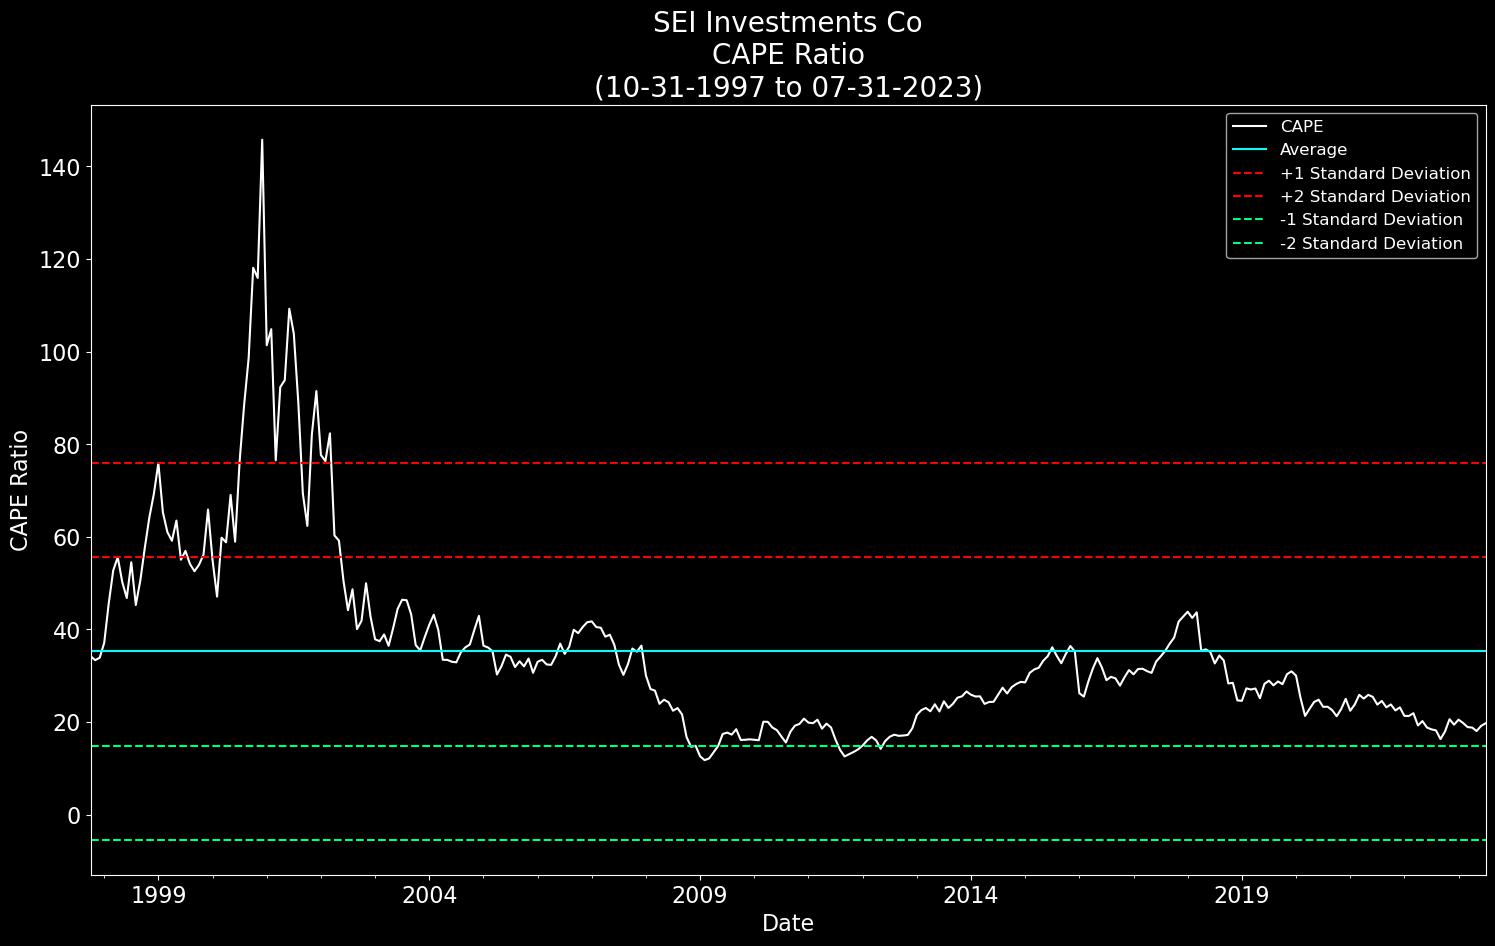 SEI Investments Co
CAPE Ratio
(10-31-1997 to 07-31-2023)
CAPE
Average
+1 Standard Deviation
+2 Standard Deviation
-1 Standard Deviation
-2 Standard Deviation
CAPE Ratio
140
120
100
80
60
40
20
0
1999 2004 2009 2014 2019
Date